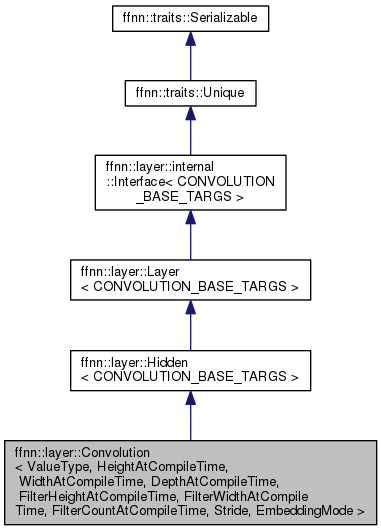 ffnn::traits::Serializable
ffnn::traits::Unique
ffnn::layer::internal
::Interface< CONVOLUTION
_BASE_TARGS >
ffnn::layer::Layer
< CONVOLUTION_BASE_TARGS >
ffnn::layer::Hidden
< CONVOLUTION_BASE_TARGS >
ffnn::layer::Convolution
< ValueType, HeightAtCompileTime,
WidthAtCompileTime, DepthAtCompileTime,
FilterHeightAtCompileTime, FilterWidthAtCompile
Time, FilterCountAtCompileTime, Stride, EmbeddingMode >